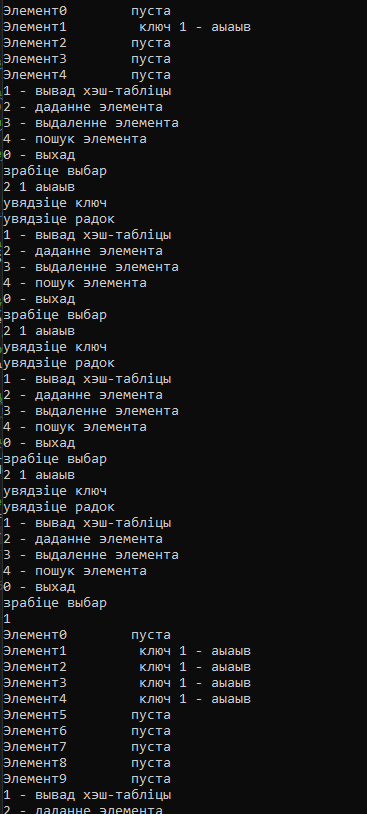 Элемент0        пуста
Элемент1         ключ 1 - аыаыв
Элемент2        пуста
Элемент3        пуста
Элемент4        пуста
1 - вывад хэш-табліцы
2 - даданне элемента
3 - выдаленне элемента
4 - пошук элемента
0 - выхад
зрабіце выбар
2 1 аыаыв
увядзіце ключ
увядзіце радок
1 - вывад хэш-табліцы
2 - даданне элемента
3 - выдаленне элемента
4 - пошук элемента
0 - выхад
зрабіце выбар
2 1 аыаыв
увядзіце ключ
увядзіце радок
1 - вывад хэш-табліцы
2 - даданне элемента
3 - выдаленне элемента
4 - пошук элемента
0 - выхад
зрабіце выбар
2 1 аыаыв
увядзіце ключ
увядзіце радок
1 - вывад хэш-табліцы
2 - даданне элемента
3 - выдаленне элемента
4 - пошук элемента
0 - выхад
зрабіце выбар
1
Элемент0        пуста
Элемент1         ключ 1 - аыаыв
Элемент2         ключ 1 - аыаыв
Элемент3         ключ 1 - аыаыв
Элемент4         ключ 1 - аыаыв
Элемент5        пуста
Элемент6        пуста
Элемент7        пуста
Элемент8        пуста
Элемент9        пуста
1 - вывад хэш-табліцы
2 - даданне элемента